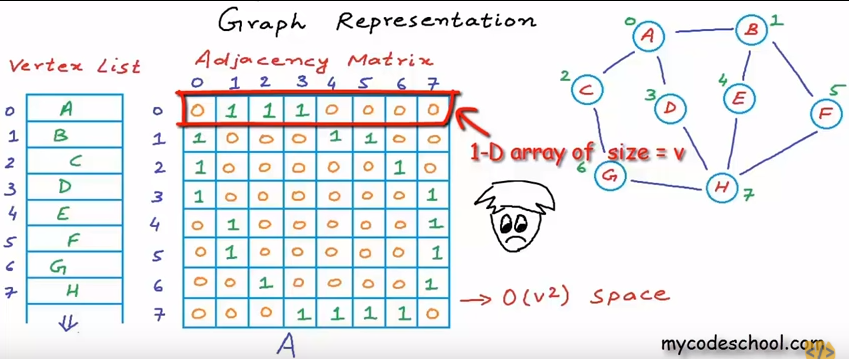 Graph Representation
Vertex List
Adjacency Matrix
0 1 2 3 4 5 6 7
0 A
1 B
2 C
3 D
4 E
5 F
6 G
7 H
0 0 1 1 1 0 0 0 0
1 1 0 0 0 1 1 0 0
2 1 0 0 0 0 0 1 0
3 1 0 0 0 0 0 0 1
4 0 1 0 0 0 0 0 1
5 0 1 0 0 0 0 0 1
6 0 0 1 0 0 0 0 1
7 0 0 0 1 1 1 1 0
A
1-D array of size = v
→ O(v²) space
0 A
B 1
2 C
3 D
4 E
5 F
6 G
H 7
mycodeschool.com
</>